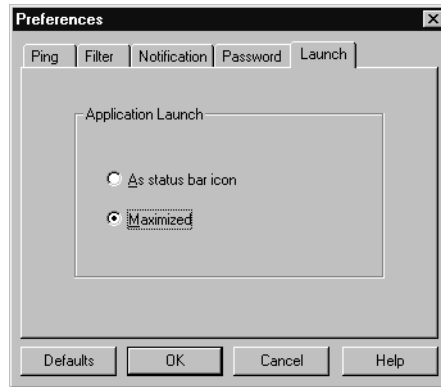 Preferences
Ping Filter Notification Password Launch
Application Launch
As status bar icon
Maximized
Defaults OK Cancel Help